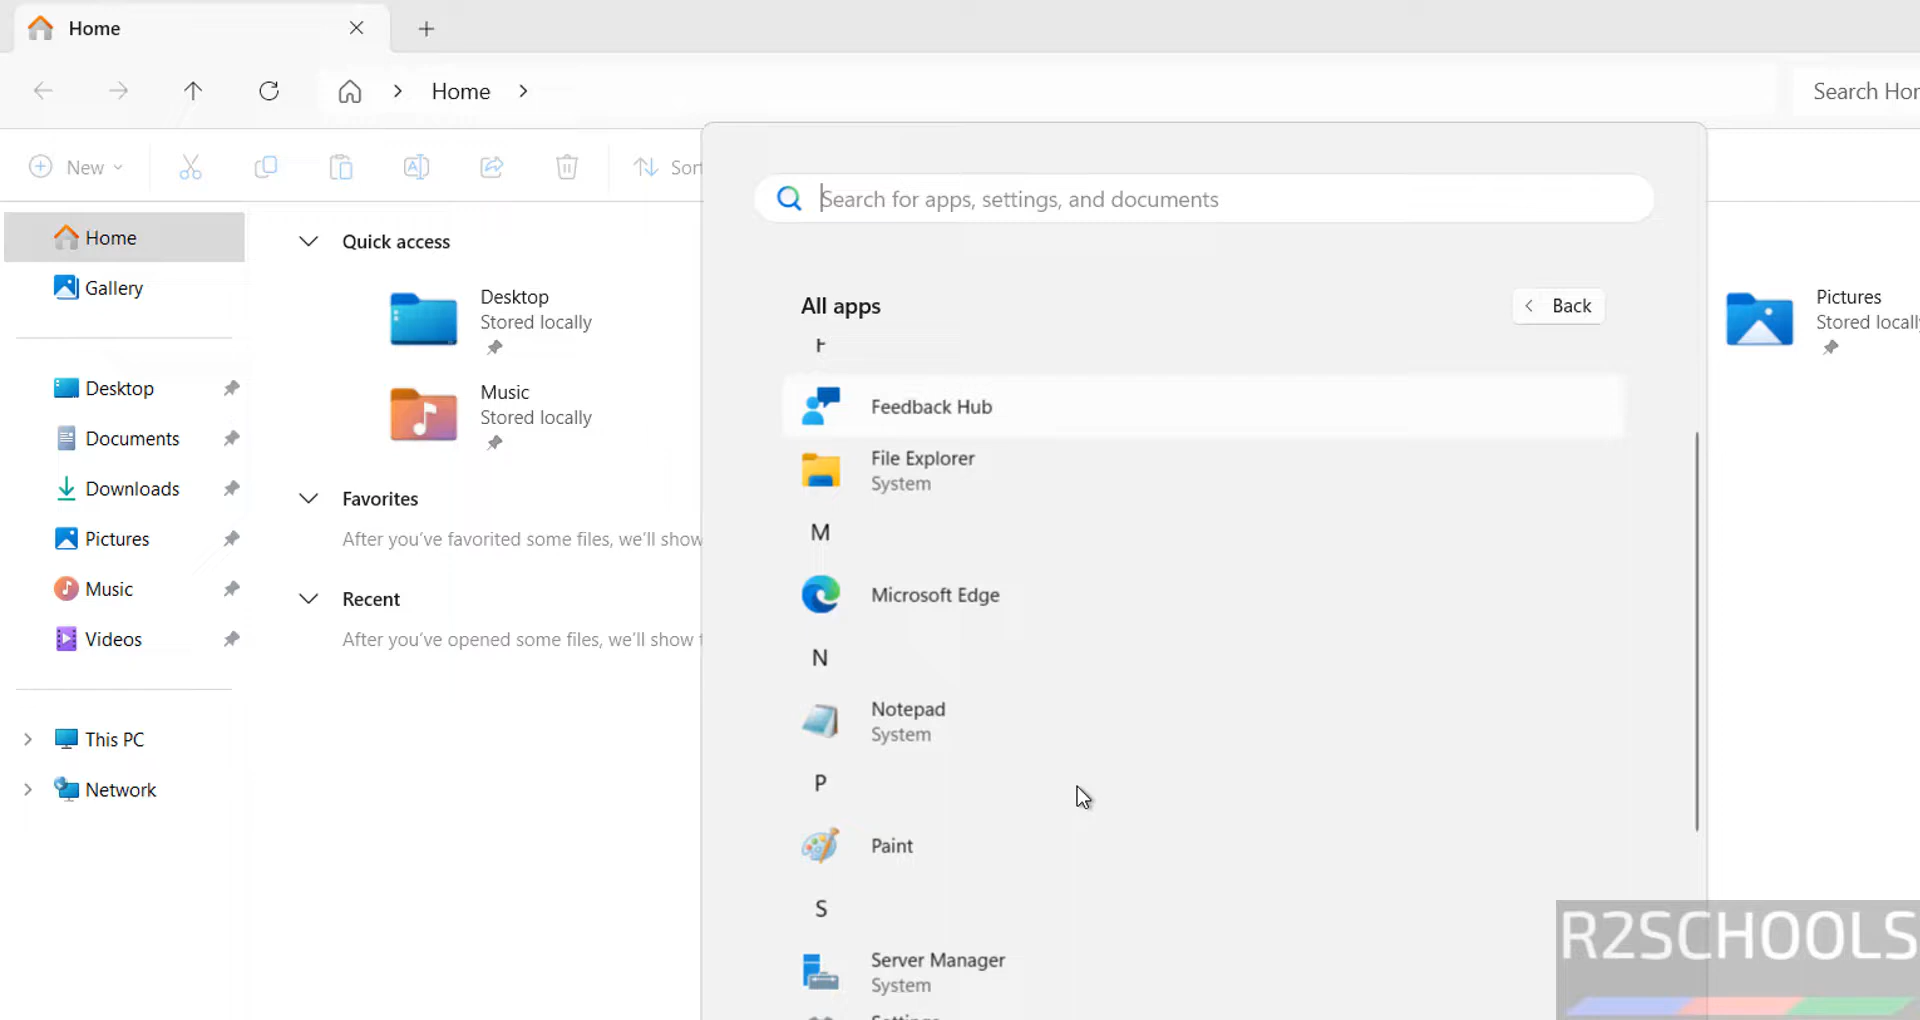 Home
Home
Search Hor
New
Sort
Search for apps, settings, and documents
Home
Gallery
Desktop
Documents
Downloads
Pictures
Music
Videos
This PC
Network
Quick access
Desktop
Stored locally
Music
Stored locally
Favorites
After you've favorited some files, we'll show
Recent
After you've opened some files, we'll show
All apps
Back
F
Feedback Hub
File Explorer
System
M
Microsoft Edge
N
Notepad
System
P
Paint
S
Server Manager
System
Settings
Pictures
Stored locally
R2SCHOOLS